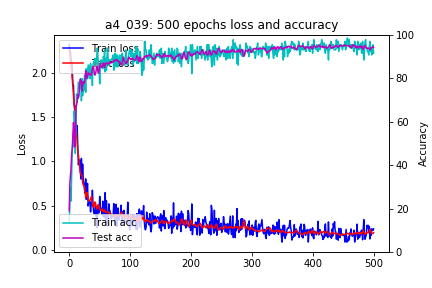 a4_039: 500 epochs loss and accuracy
Train loss
Test loss
Train acc
Test acc
Loss
0.0
0.5
1.0
1.5
2.0
Accuracy
0
20
40
60
80
100
0
100
200
300
400
500